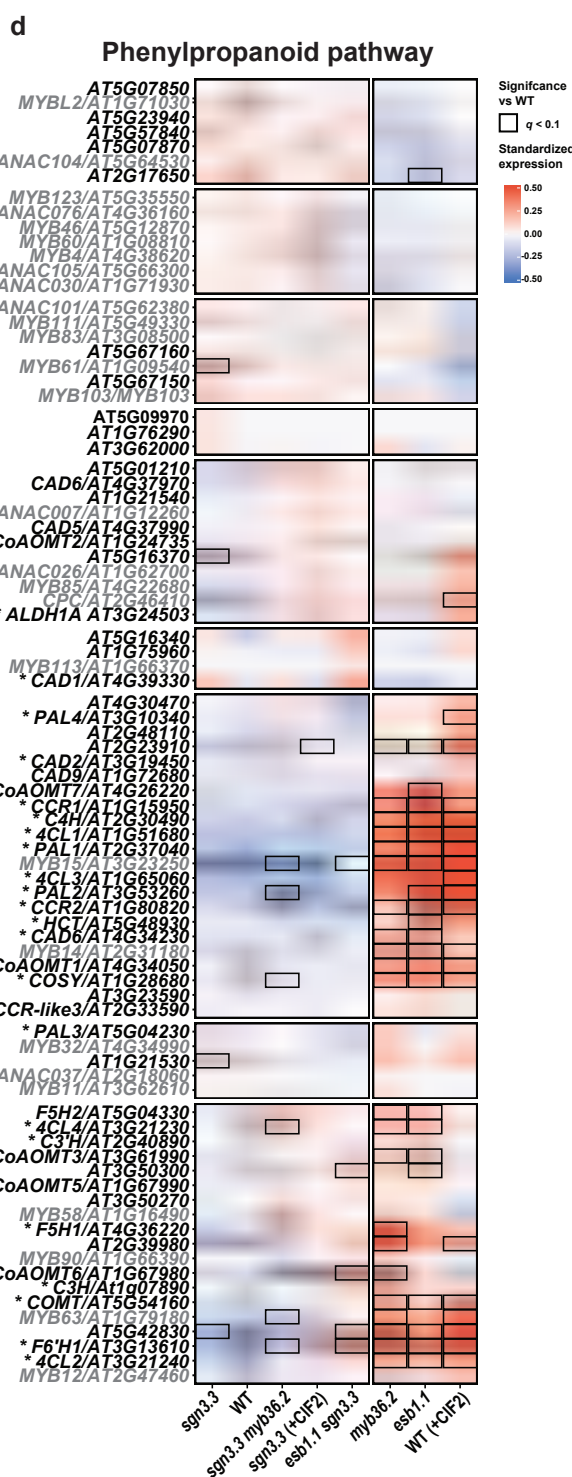 d
Phenylpropanoid pathway
AT5G07850
MYBL2/AT1G71030
AT5G23940
AT5G57840
AT5G07870
ANAC104/AT5G64530
AT2G17650
MYB123/AT5G35550
ANAC076/AT4G36160
MYB46/AT5G12870
MYB60/AT1G08810
MYB4/AT4G38620
ANAC105/AT5G66300
ANAC030/AT1G71930
ANAC101/AT5G62380
MYB111/AT5G49330
MYB83/AT3G08500
AT5G67160
MYB61/AT1G09540
AT5G67150
MYB103/MYB103
AT5G09970
AT1G76290
AT3G62000
AT5G01210
CAD6/AT4G37970
AT1G21540
ANAC007/AT1G12260
CAD5/AT4G37990
CoAOMT2/AT1G24735
AT5G16370
ANAC026/AT1G62700
MYB85/AT4G22680
CPC/AT2G46410
* ALDH1A AT3G24503
AT5G16340
AT1G75960
MYB113/AT1G66370
* CAD1/AT4G39330
AT4G30470
* PAL4/AT3G10340
AT2G48110
AT2G23910
* CAD2/AT3G19450
CAD9/AT1G72680
CoAOMT7/AT4G26220
* CCR1/AT1G15950
* C4H/AT2G30490
* 4CL1/AT1G51680
* PAL1/AT2G37040
MYB15/AT3G23250
* 4CL3/AT1G65060
* PAL2/AT3G53260
* CCR2/AT1G80820
* HCT/AT5G48930
* CAD6/AT4G34230
MYB14/AT2G31180
CoAOMT1/AT4G34050
* COSY/AT1G28680
AT3G23590
CCR-like3/AT2G33590
* PAL3/AT5G04230
MYB32/AT4G34990
AT1G21530
ANAC037/AT2G18060
MYB11/AT3G62610
F5H2/AT5G04330
* 4CL4/AT3G21230
* C3'H/AT2G40890
CoAOMT3/AT3G61990
AT3G50300
CoAOMT5/AT1G67990
AT3G50270
MYB58/AT1G16490
* F5H1/AT4G36220
AT2G39980
MYB90/AT1G66390
CoAOMT6/AT1G67980
* C3H/At1g07890
* COMT/AT5G54160
MYB63/AT1G79180
AT5G42830
* F6'H1/AT3G13610
* 4CL2/AT3G21240
MYB12/AT2G47460
sgn3.3
WT
sgn3.3 myb36.2
sgn3.3 (+CIF2)
esb1.1 sgn3.3
myb36.2
esb1.1
WT (+CIF2)
Signifcance
vs WT
q < 0.1
Standardized
expression
0.50
0.25
0.00
-0.25
-0.50